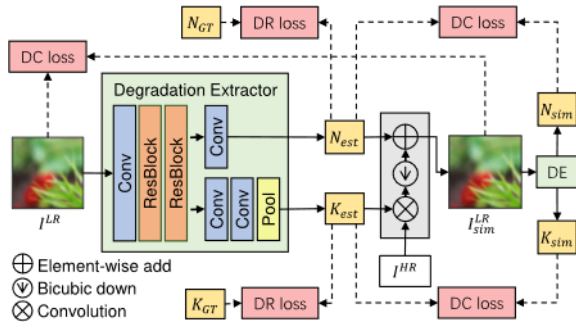 N_GT
DR loss
DC loss
DC loss
Degradation Extractor
Conv
ResBlock
ResBlock
Conv
N_est
N_sim
Conv
Conv
Pool
K_est
DE
I^LR
I^LR_sim
K_sim
I^HR
Element-wise add
Bicubic down
Convolution
K_GT
DR loss
DC loss